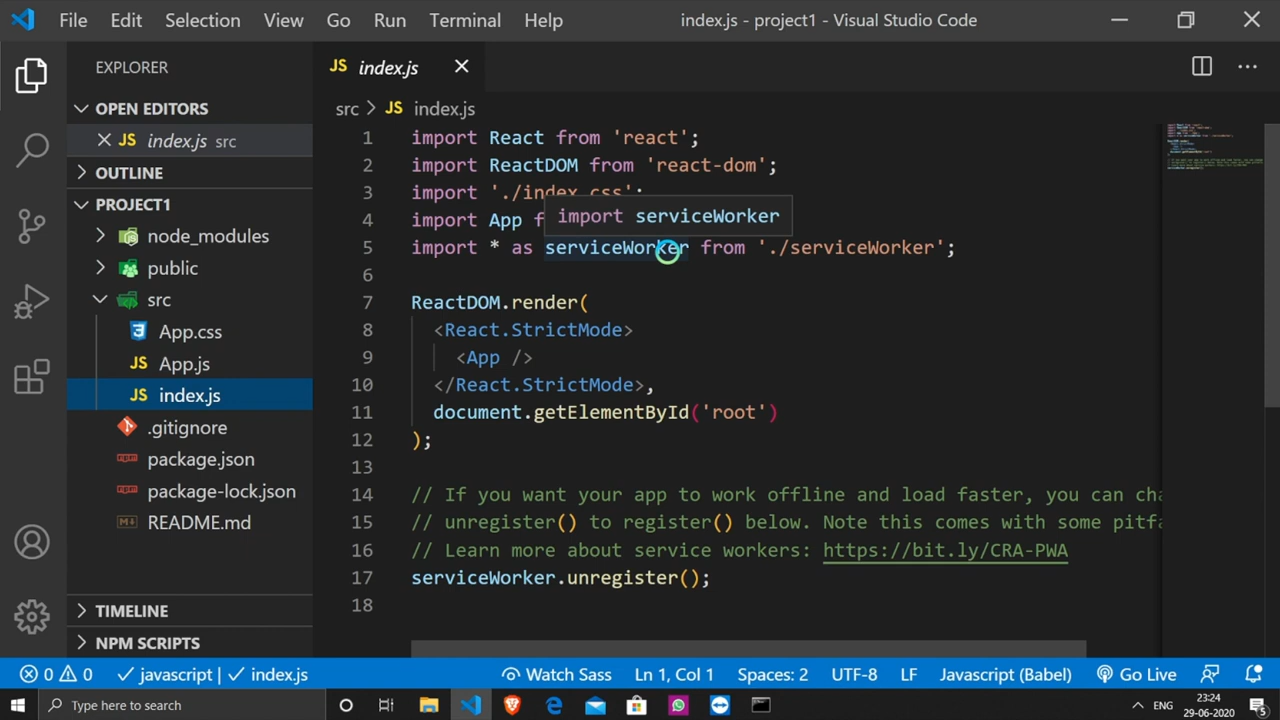 File Edit Selection View Go Run Terminal Help index.js - project1 - Visual Studio Code
EXPLORER
OPEN EDITORS
JS index.js src
OUTLINE
PROJECT1
node_modules
public
src
App.css
JS App.js
JS index.js
.gitignore
package.json
package-lock.json
README.md
TIMELINE
NPM SCRIPTS
JS index.js
src JS index.js
1 import React from 'react';
2 import ReactDOM from 'react-dom';
3 import './index.css';
import serviceWorker
4 import App f
5 import * as serviceWorker from './serviceWorker';
6
7 ReactDOM.render(
8 <React.StrictMode>
9 <App />
10 </React.StrictMode>,
11 document.getElementById('root')
12 );
13
14 // If you want your app to work offline and load faster, you can cha
15 // unregister() to register() below. Note this comes with some pitfa
16 // Learn more about service workers: https://bit.ly/CRA-PWA
17 serviceWorker.unregister();
18
0 0 javascript index.js Watch Sass Ln 1, Col 1 Spaces: 2 UTF-8 LF Javascript (Babel) Go Live
Type here to search ENG 23:24
29-06-2020 5